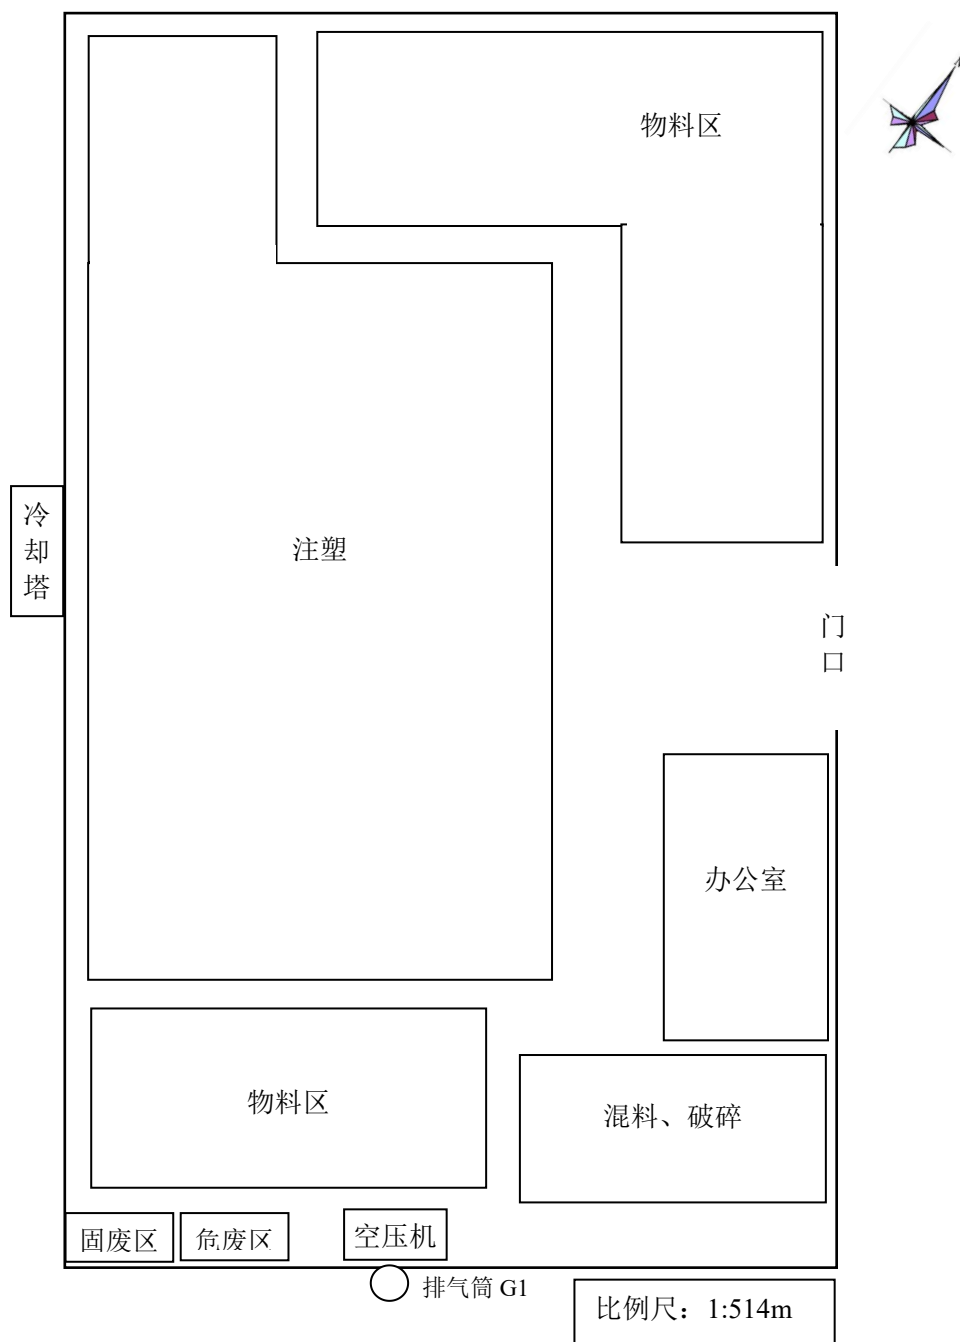 物料区
冷
却
塔
注塑
门
口
办公室
物料区
混料、破碎
固废区
危废区
空压机
排气筒 G1
比例尺：1:514m